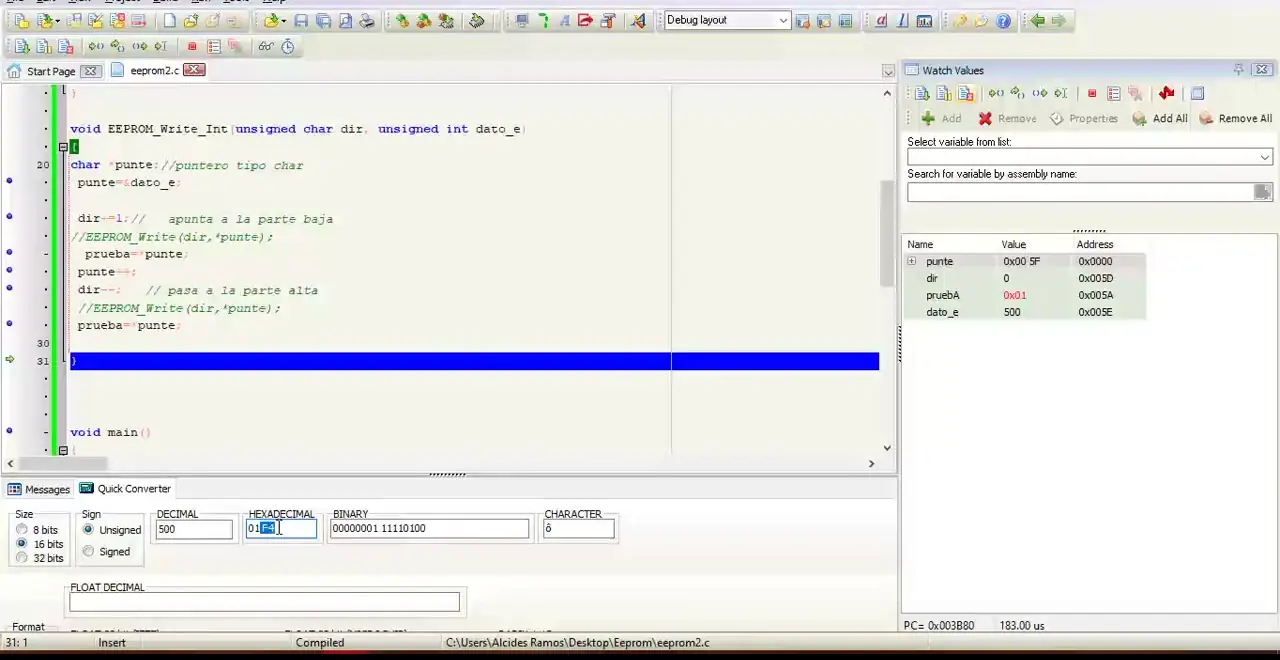 Debug layout
Start Page
eeprom2.c
}
void EEPROM_Write_Int(unsigned char dir, unsigned int dato_e)
{
20 char *punte;//puntero tipo char
punte=&dato_e;
dir+=1;// apunta a la parte baja
//EEPROM_Write(dir,*punte);
prueba=*punte;
punte++;
dir--; // pasa a la parte alta
//EEPROM_Write(dir,*punte);
prueba=*punte;
30
31 }
void main()
{
Watch Values
Add Remove Properties Add All Remove All
Select variable from list:
Search for variable by assembly name:
Name Value Address
punte 0x00 5F 0x0000
dir 0 0x005D
pruebA 0x01 0x005A
dato_e 500 0x005E
PC= 0x003B80 183.00 us
Messages Quick Converter
Size Sign DECIMAL HEXADECIMAL BINARY CHARACTER
8 bits Unsigned 500 01F4 00000001 11110100 ô
16 bits
32 bits Signed
FLOAT DECIMAL
Format
31: 1 Insert Compiled C:\Users\Alcides Ramos\Desktop\Eeprom\eeprom2.c